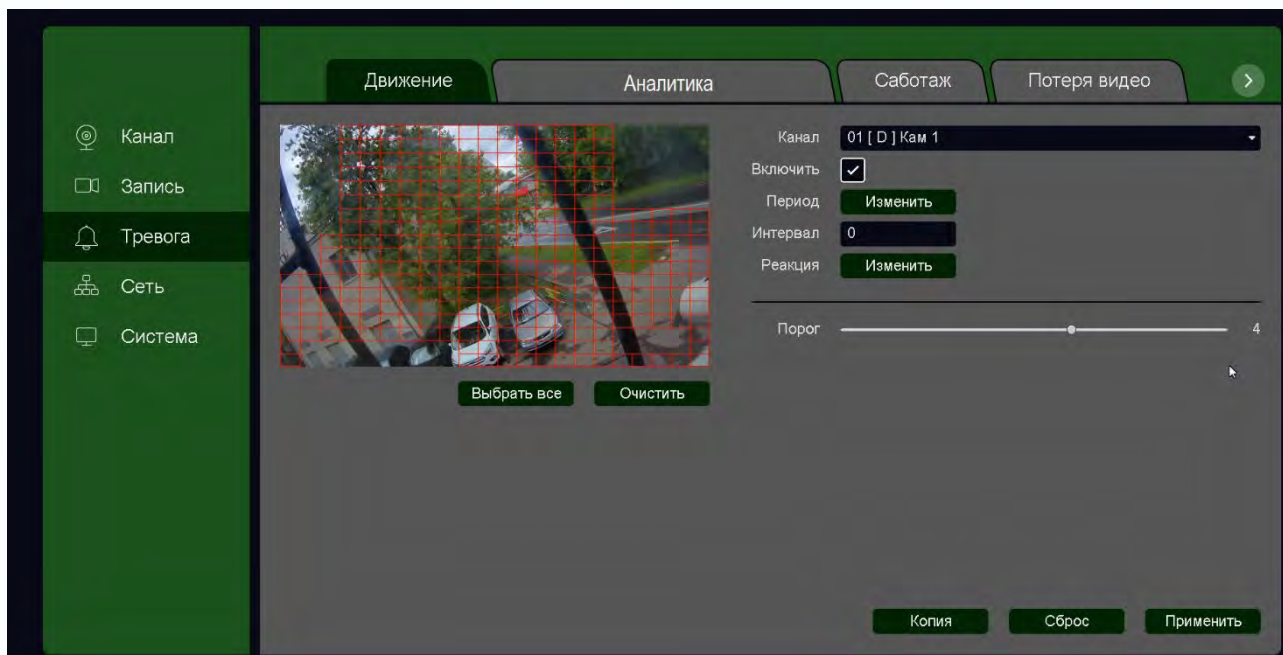 Движение
Аналитика
Саботаж
Потеря видео
Канал
Запись
Тревога
Сеть
Система
Канал 01 [ D ] Кам 1
Включить
Период Изменить
Интервал 0
Реакция Изменить
Порог 4
Выбрать все Очистить
Копия Сброс Применить